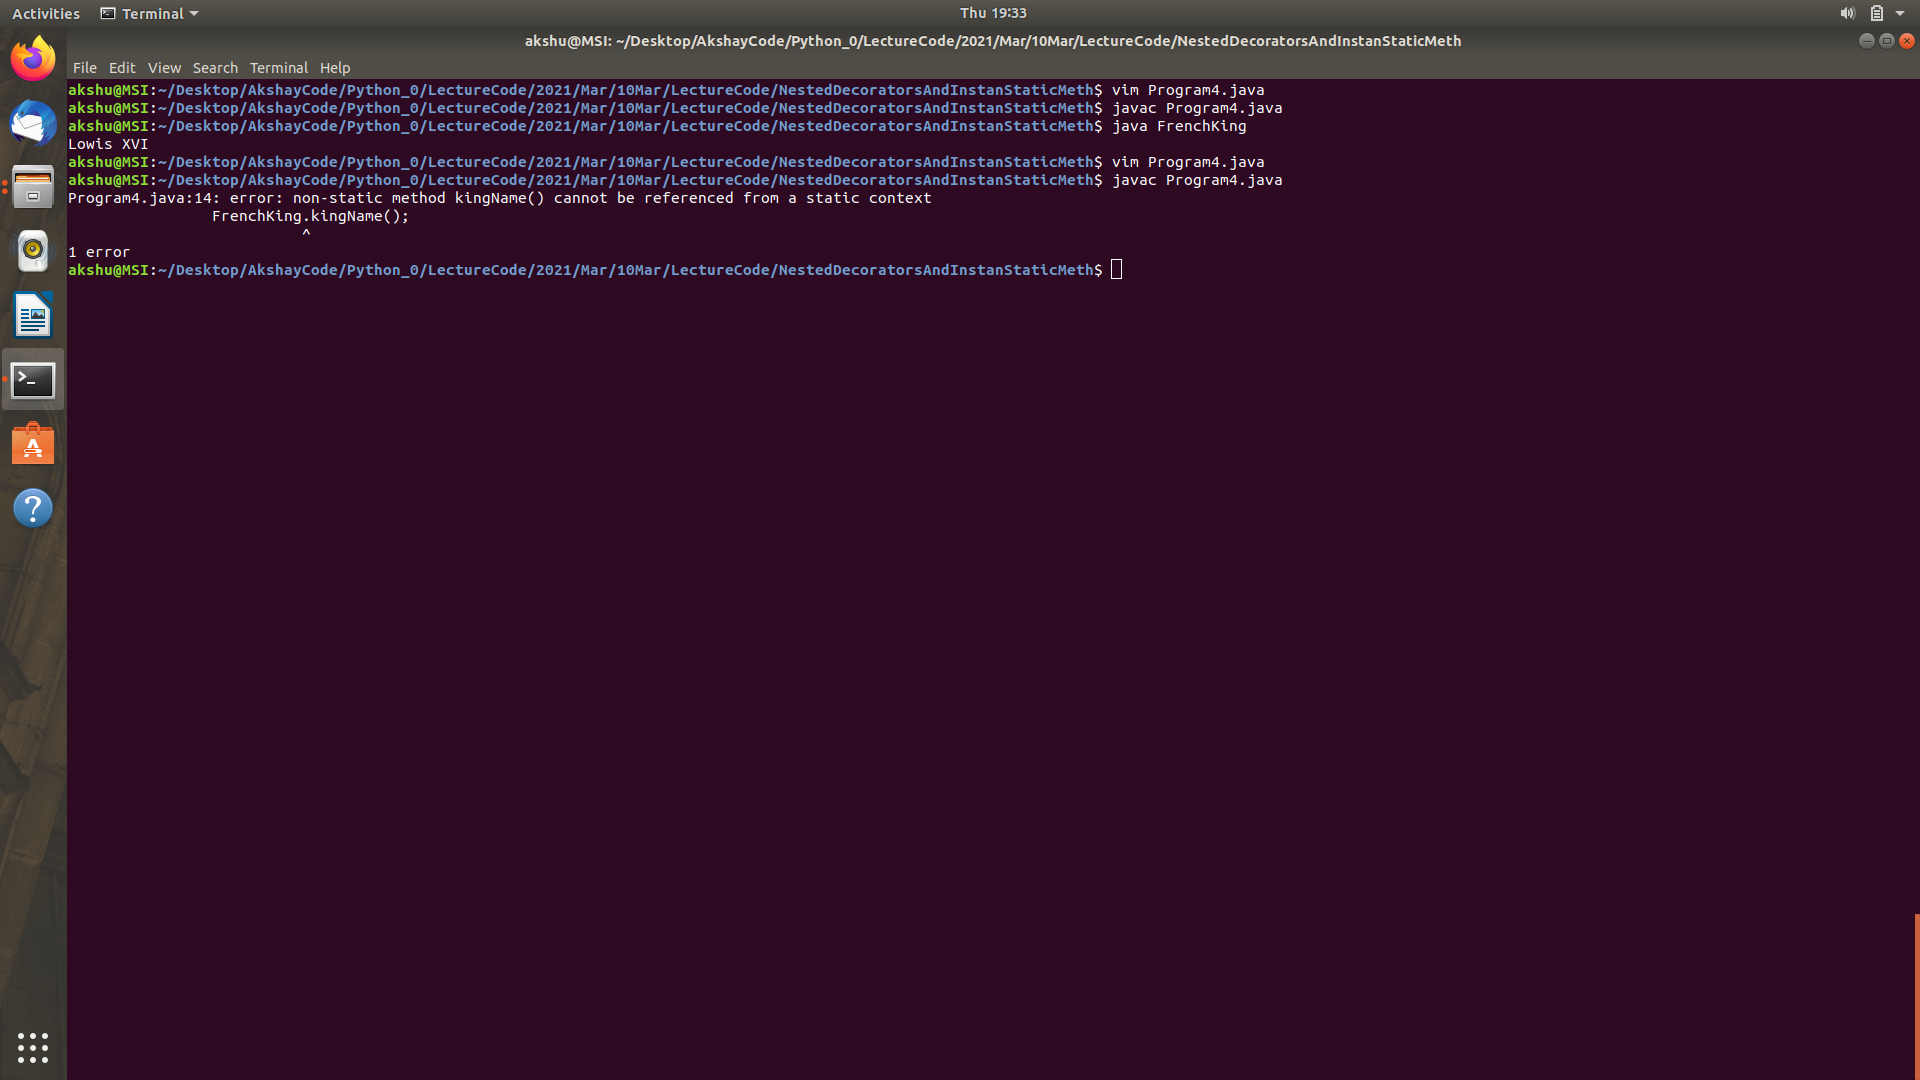 Activities Terminal Thu 19:33
akshu@MSI: ~/Desktop/AkshayCode/Python_0/LectureCode/2021/Mar/10Mar/LectureCode/NestedDecoratorsAndInstanStaticMeth
File Edit View Search Terminal Help
akshu@MSI:~/Desktop/AkshayCode/Python_0/LectureCode/2021/Mar/10Mar/LectureCode/NestedDecoratorsAndInstanStaticMeth$ vim Program4.java
akshu@MSI:~/Desktop/AkshayCode/Python_0/LectureCode/2021/Mar/10Mar/LectureCode/NestedDecoratorsAndInstanStaticMeth$ javac Program4.java
akshu@MSI:~/Desktop/AkshayCode/Python_0/LectureCode/2021/Mar/10Mar/LectureCode/NestedDecoratorsAndInstanStaticMeth$ java FrenchKing
Lowis XVI
akshu@MSI:~/Desktop/AkshayCode/Python_0/LectureCode/2021/Mar/10Mar/LectureCode/NestedDecoratorsAndInstanStaticMeth$ vim Program4.java
akshu@MSI:~/Desktop/AkshayCode/Python_0/LectureCode/2021/Mar/10Mar/LectureCode/NestedDecoratorsAndInstanStaticMeth$ javac Program4.java
Program4.java:14: error: non-static method kingName() cannot be referenced from a static context
                FrenchKing.kingName();
                          ^
1 error
akshu@MSI:~/Desktop/AkshayCode/Python_0/LectureCode/2021/Mar/10Mar/LectureCode/NestedDecoratorsAndInstanStaticMeth$